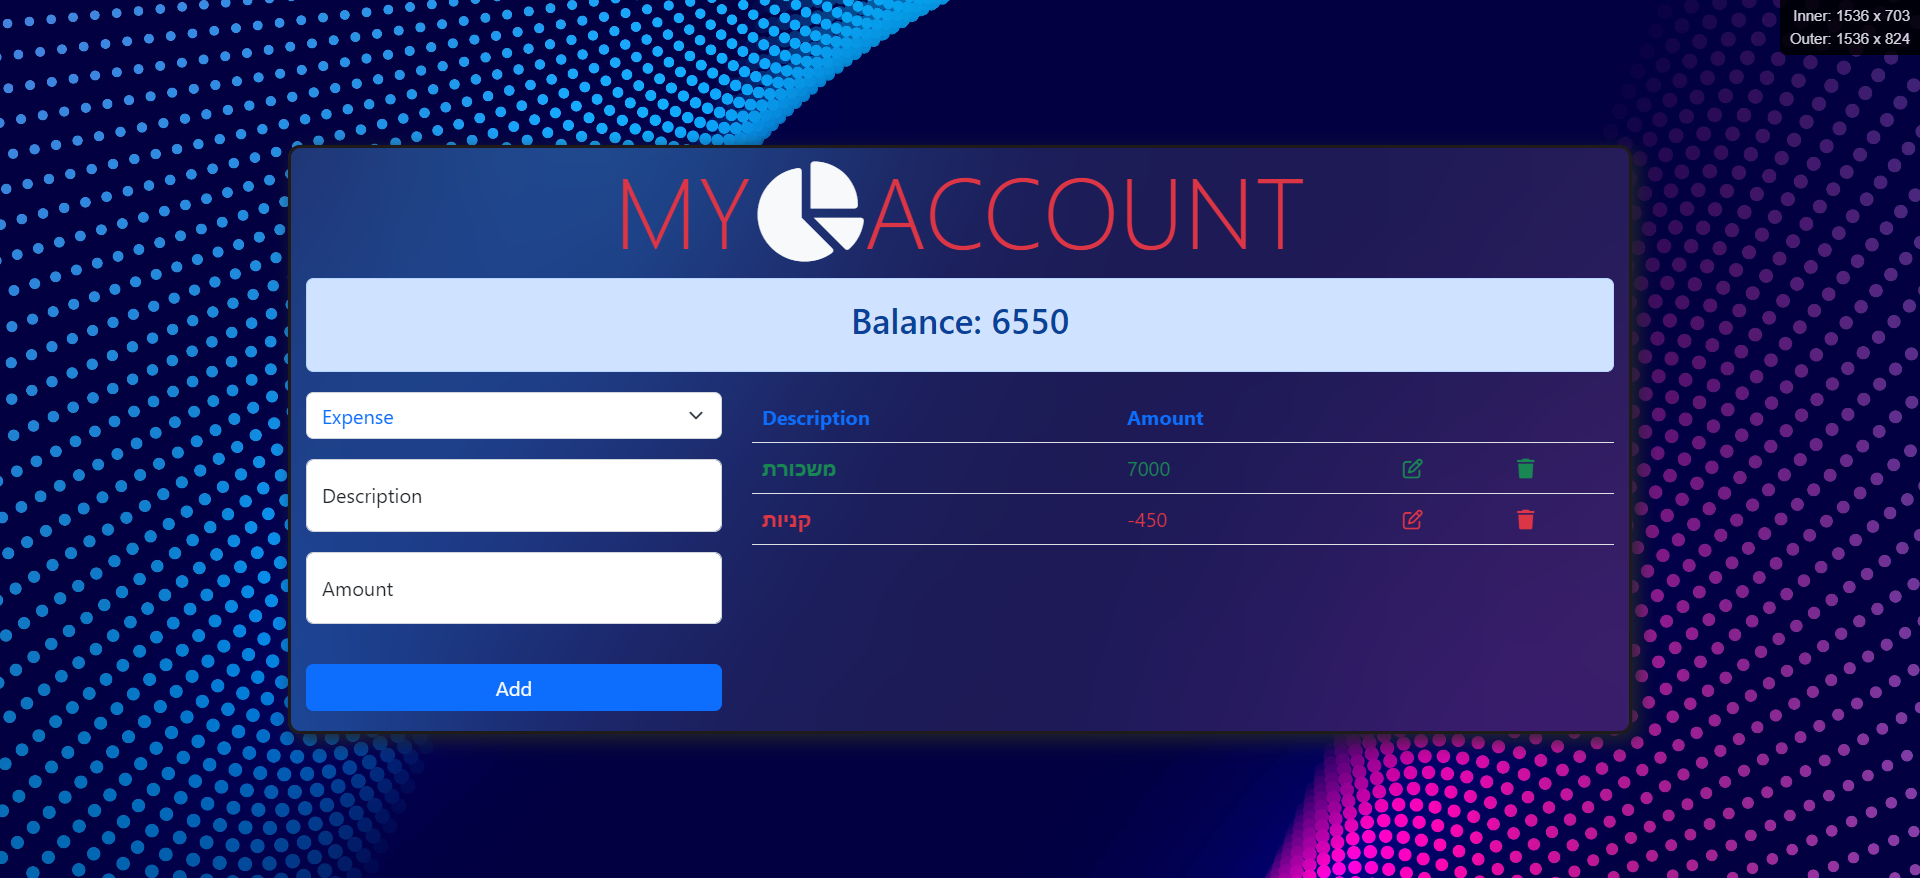 Inner: 1536 x 703
Outer: 1536 x 824
MY ACCOUNT
Balance: 6550
Expense
Description
Amount
Add
Description Amount
משכורת 7000
קניות -450